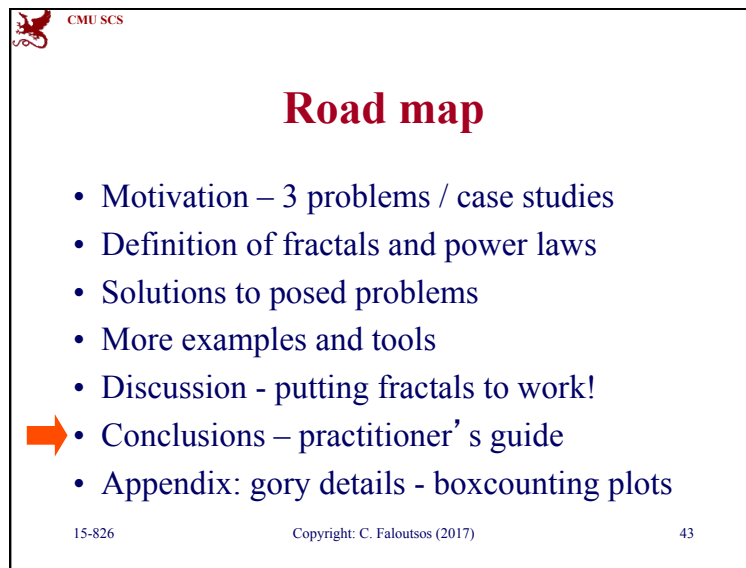 CMU SCS
Road map
• Motivation – 3 problems / case studies
• Definition of fractals and power laws
• Solutions to posed problems
• More examples and tools
• Discussion - putting fractals to work!
• Conclusions – practitioner’s guide
• Appendix: gory details - boxcounting plots
15-826 Copyright: C. Faloutsos (2017) 43